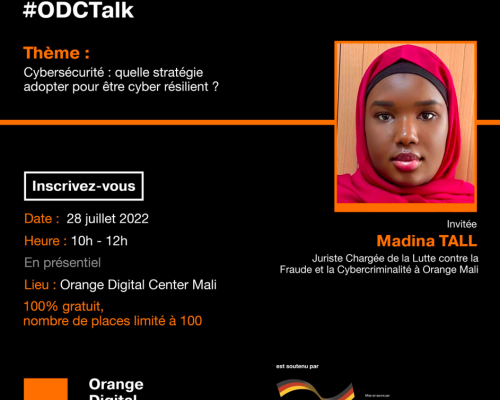 #ODCTalk
Thème :
Cybersécurité : quelle stratégie
adopter pour être cyber résilient ?
Inscrivez-vous
Date : 28 juillet 2022
Heure : 10h - 12h
En présentiel
Lieu : Orange Digital Center Mali
100% gratuit,
nombre de places limité à 100
Invitée
Madina TALL
Juriste Chargée de la Lutte contre la
Fraude et la Cybercriminalité à Orange Mali
est soutenu par
Orange
Digital